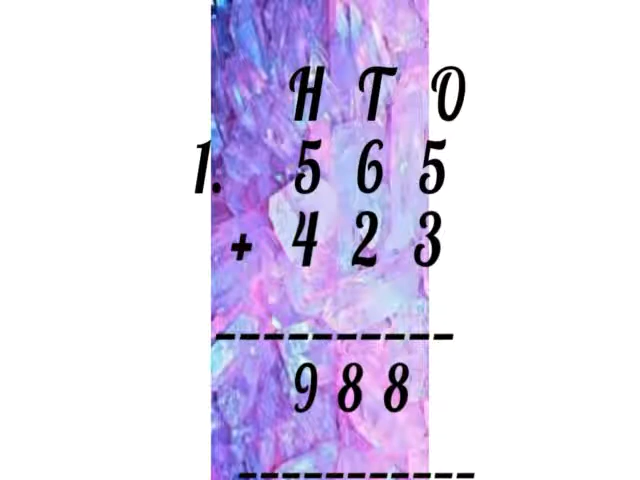 H T O
1. 5 6 5
+ 4 2 3
-----------
9 8 8
-----------